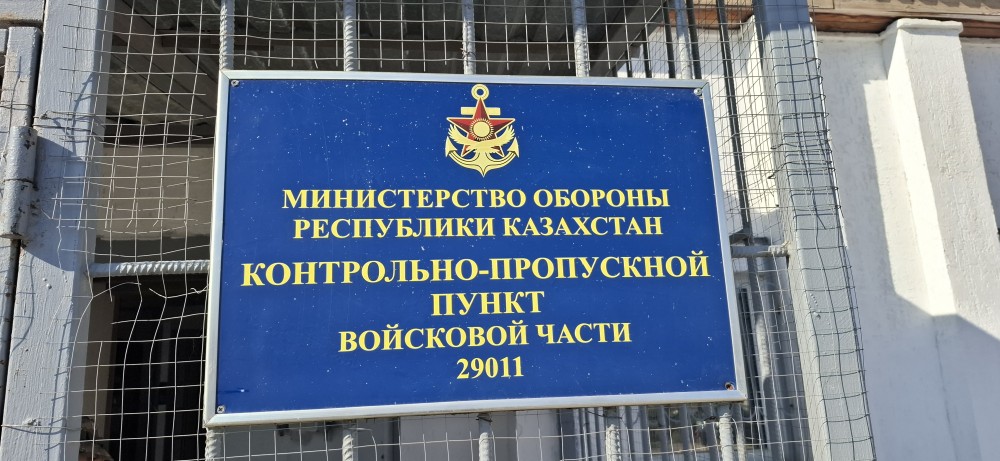 МИНИСТЕРСТВО ОБОРОНЫ
РЕСПУБЛИКИ КАЗАХСТАН
КОНТРОЛЬНО-ПРОПУСКНОЙ
ПУНКТ
ВОЙСКОВОЙ ЧАСТИ
29011